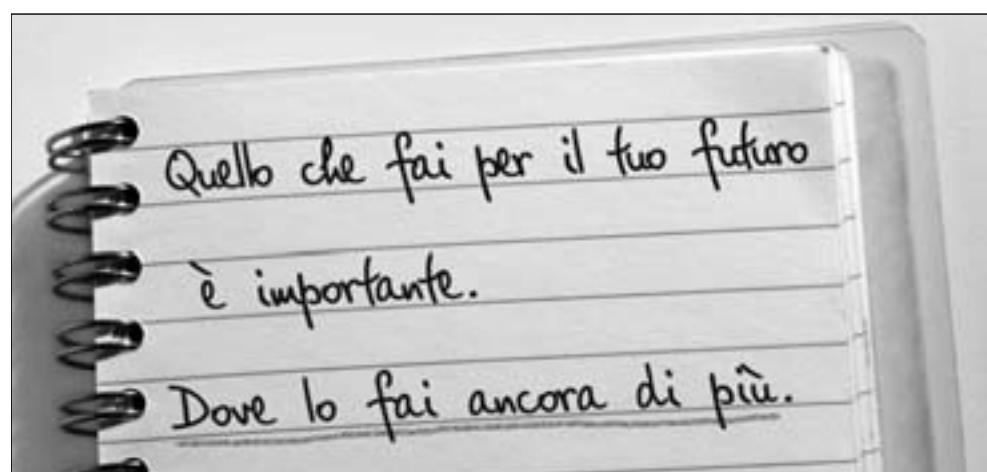 Quello che fai per il tuo futuro
è importante.
Dove lo fai ancora di più.